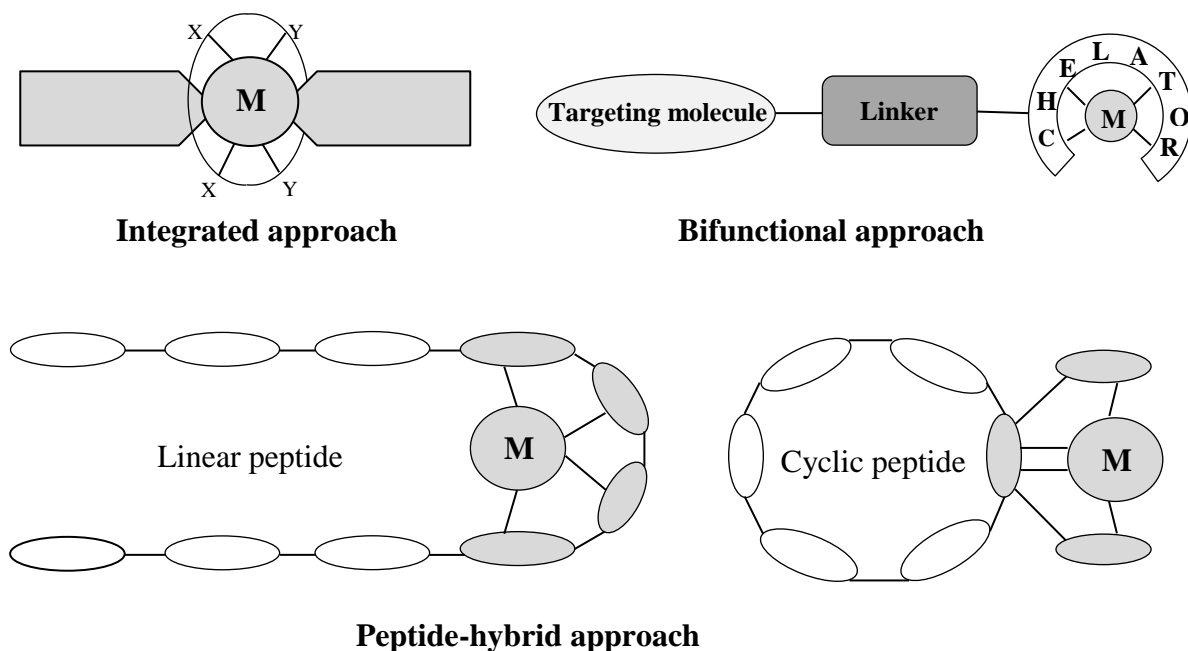 X Y
M
X Y
Integrated approach
Targeting molecule
Linker
CHELATOR
M
Bifunctional approach
Linear peptide
M
Cyclic peptide
M
Peptide-hybrid approach